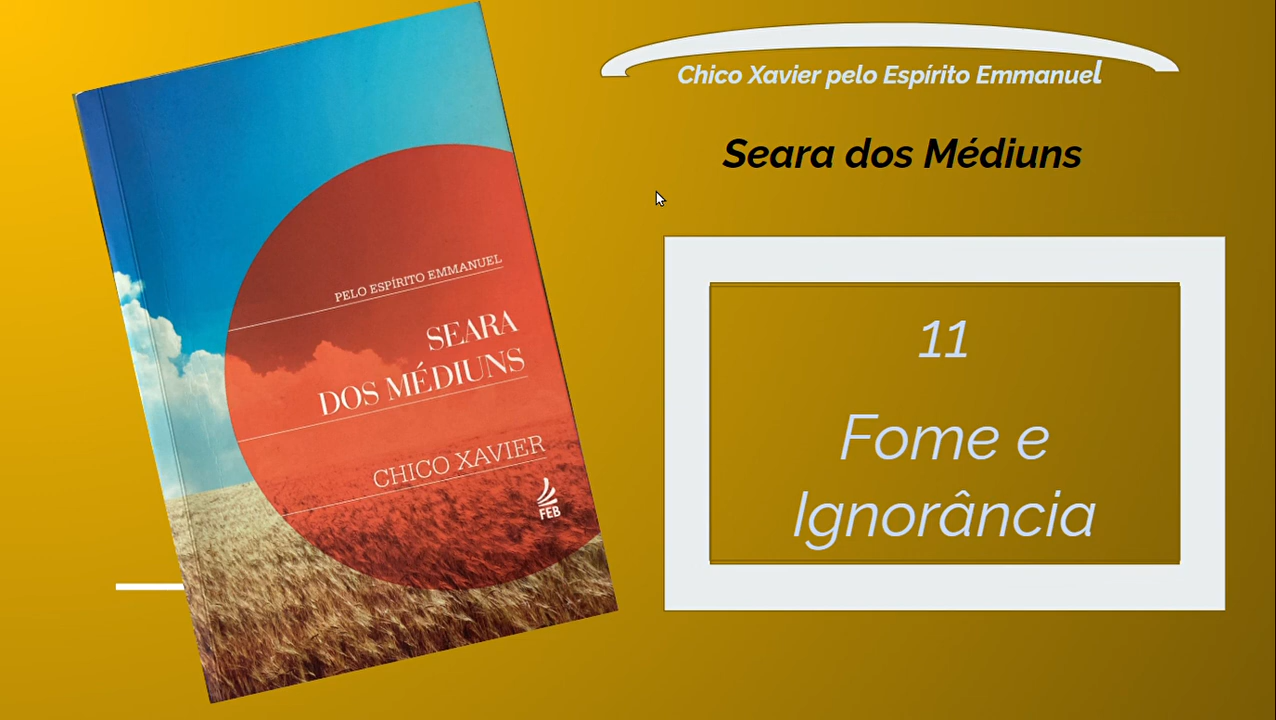 Chico Xavier pelo Espírito Emmanuel
Seara dos Médiuns
PELO ESPÍRITO EMMANUEL
SEARA
DOS MÉDIUNS
CHICO XAVIER
FEB
11
Fome e
Ignorância